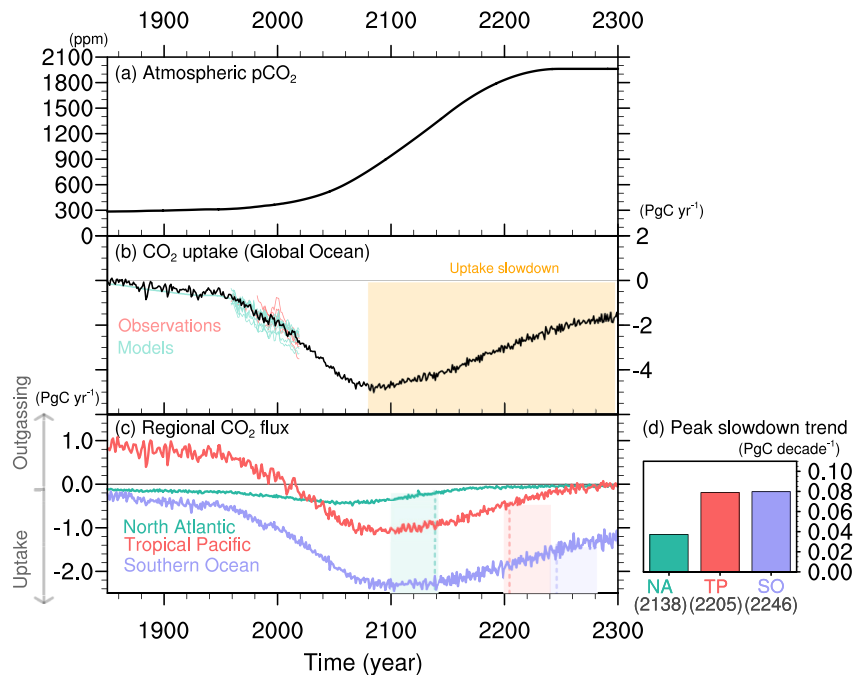 1900 2000 2100 2200 2300
(ppm)
(a) Atmospheric pCO₂
2100
1800
1500
1200
900
600
300
0
(PgC yr⁻¹)
(b) CO₂ uptake (Global Ocean)
Uptake slowdown
Observations
Models
2
0
-2
-4
(PgC yr⁻¹)
Outgassing
Uptake
(c) Regional CO₂ flux
1.0
0.0
-1.0
-2.0
North Atlantic
Tropical Pacific
Southern Ocean
1900 2000 2100 2200 2300
Time (year)
(d) Peak slowdown trend
(PgC decade⁻¹)
0.10
0.08
0.06
0.04
0.02
0.00
NA TP SO
(2138) (2205) (2246)